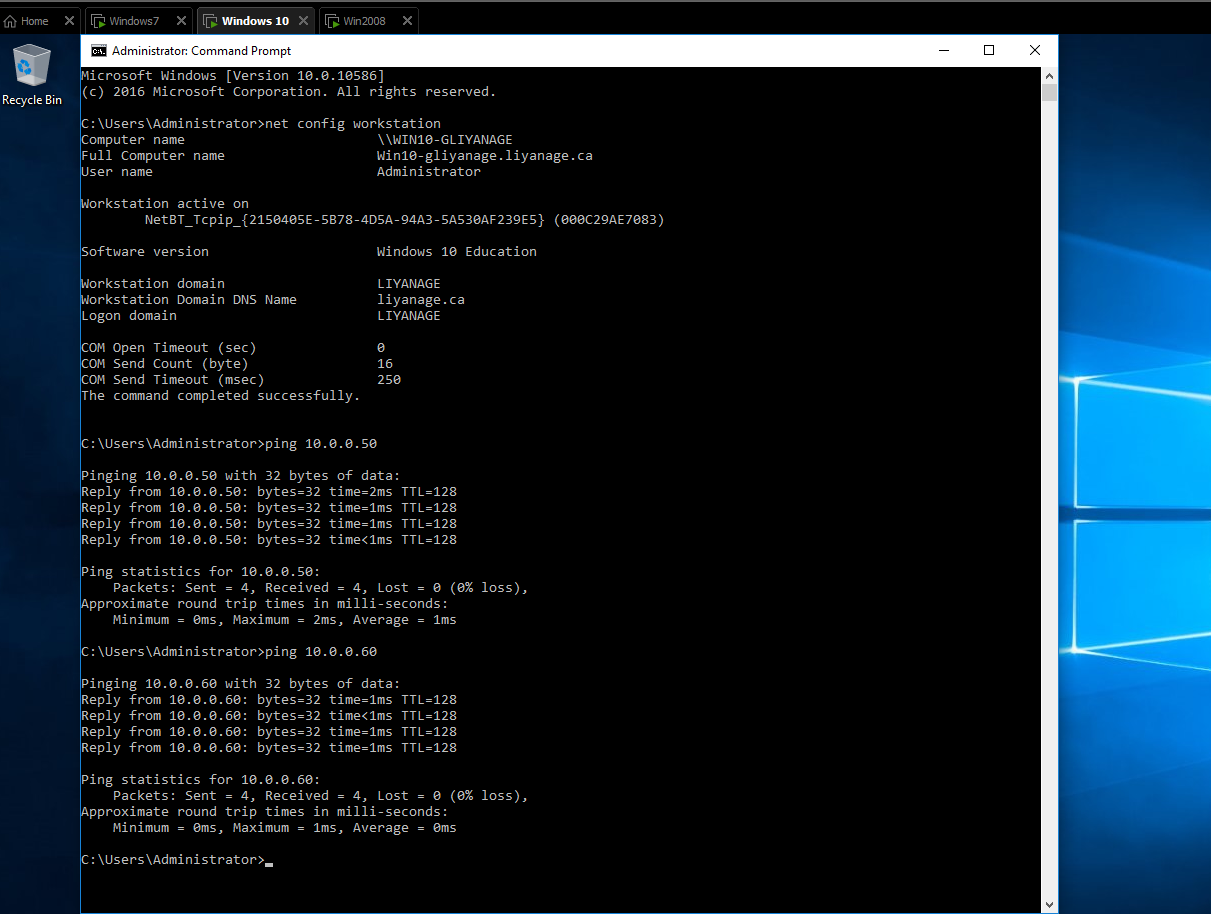 Home Windows7 Windows 10 Win2008
Administrator: Command Prompt
Recycle Bin
Microsoft Windows [Version 10.0.10586]
(c) 2016 Microsoft Corporation. All rights reserved.
C:\Users\Administrator>net config workstation
Computer name \\WIN10-GLIYANAGE
Full Computer name Win10-gliyanage.liyanage.ca
User name Administrator
Workstation active on
NetBT_Tcpip_{2150405E-5B78-4D5A-94A3-5A530AF239E5} (000C29AE7083)
Software version Windows 10 Education
Workstation domain LIYANAGE
Workstation Domain DNS Name liyanage.ca
Logon domain LIYANAGE
COM Open Timeout (sec) 0
COM Send Count (byte) 16
COM Send Timeout (msec) 250
The command completed successfully.
C:\Users\Administrator>ping 10.0.0.50
Pinging 10.0.0.50 with 32 bytes of data:
Reply from 10.0.0.50: bytes=32 time=2ms TTL=128
Reply from 10.0.0.50: bytes=32 time=1ms TTL=128
Reply from 10.0.0.50: bytes=32 time=1ms TTL=128
Reply from 10.0.0.50: bytes=32 time<1ms TTL=128
Ping statistics for 10.0.0.50:
Packets: Sent = 4, Received = 4, Lost = 0 (0% loss),
Approximate round trip times in milli-seconds:
Minimum = 0ms, Maximum = 2ms, Average = 1ms
C:\Users\Administrator>ping 10.0.0.60
Pinging 10.0.0.60 with 32 bytes of data:
Reply from 10.0.0.60: bytes=32 time=1ms TTL=128
Reply from 10.0.0.60: bytes=32 time<1ms TTL=128
Reply from 10.0.0.60: bytes=32 time=1ms TTL=128
Reply from 10.0.0.60: bytes=32 time=1ms TTL=128
Ping statistics for 10.0.0.60:
Packets: Sent = 4, Received = 4, Lost = 0 (0% loss),
Approximate round trip times in milli-seconds:
Minimum = 0ms, Maximum = 1ms, Average = 0ms
C:\Users\Administrator>